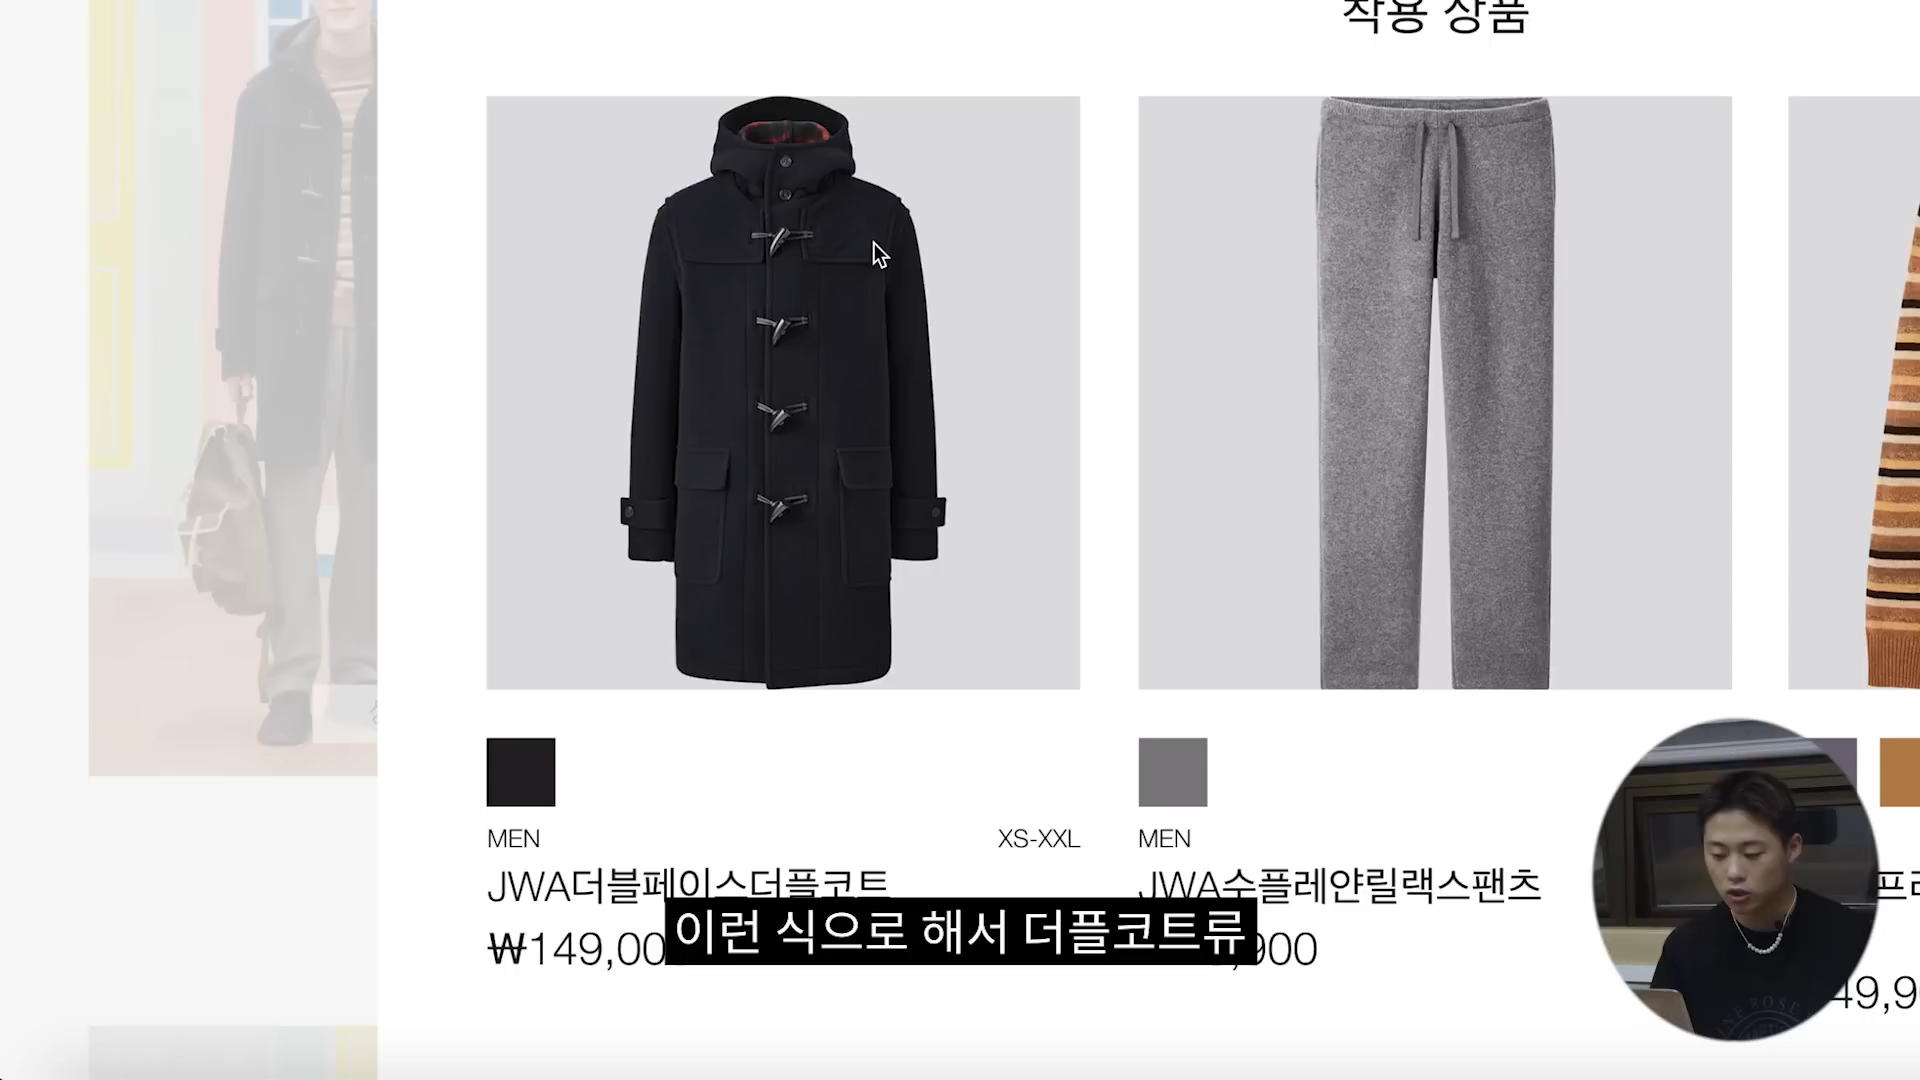 착용 상품
MEN
XS-XXL
JWA더블페이스더플코트
₩149,00
MEN
JWA수플레얀릴랙스팬츠
,900
이런 식으로 해서 더플코트류
49,9